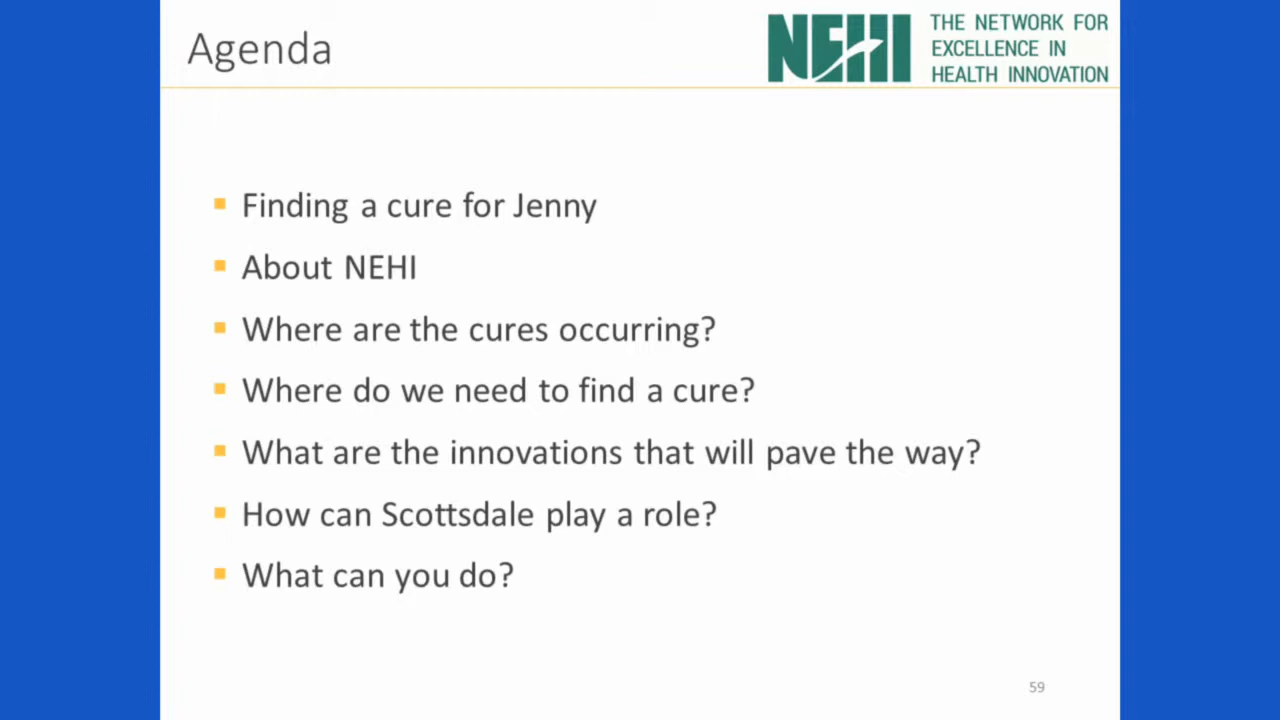 Agenda
NEHI
THE NETWORK FOR
EXCELLENCE IN
HEALTH INNOVATION
Finding a cure for Jenny
About NEHI
Where are the cures occurring?
Where do we need to find a cure?
What are the innovations that will pave the way?
How can Scottsdale play a role?
What can you do?
59